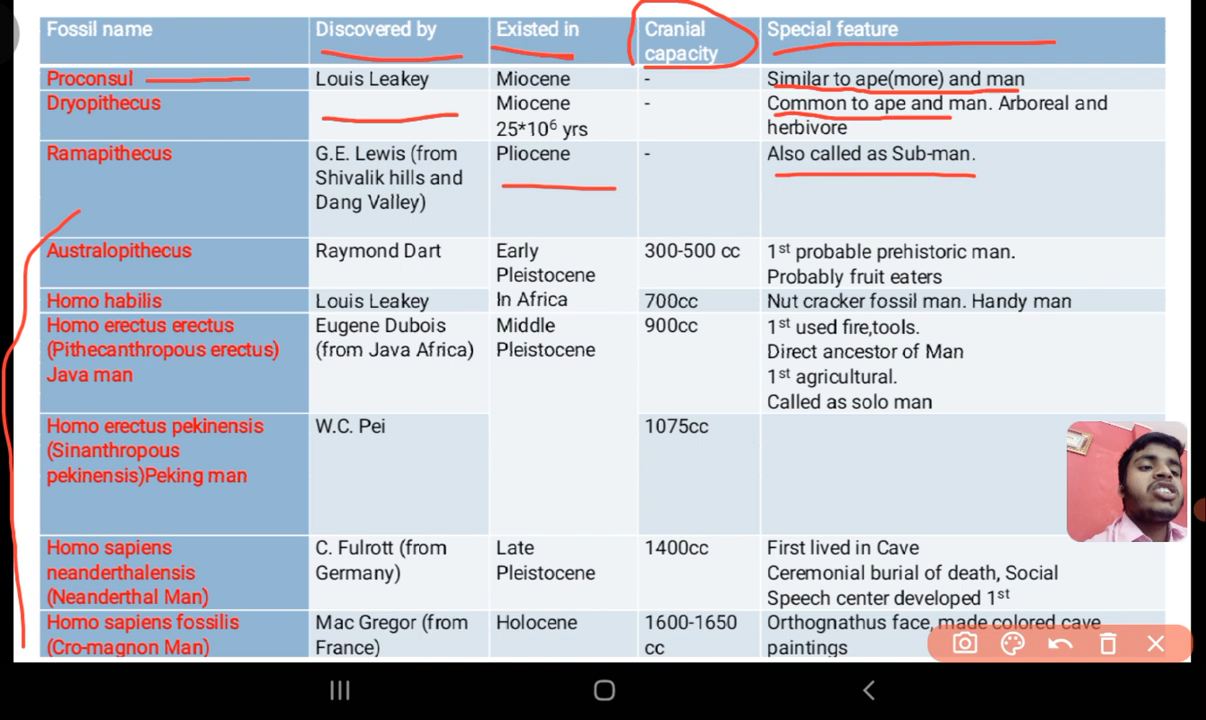 Fossil name
Discovered by
Existed in
Cranial
capacity
Special feature
Proconsul
Louis Leakey
Miocene
-
Similar to ape(more) and man
Dryopithecus
Miocene
25*10⁶ yrs
-
Common to ape and man. Arboreal and
herbivore
Ramapithecus
G.E. Lewis (from
Shivalik hills and
Dang Valley)
Pliocene
-
Also called as Sub-man.
Australopithecus
Raymond Dart
Early
Pleistocene
In Africa
300-500 cc
1st probable prehistoric man.
Probably fruit eaters
Homo habilis
Louis Leakey
700cc
Nut cracker fossil man. Handy man
Homo erectus erectus
(Pithecanthropous erectus)
Java man
Eugene Dubois
(from Java Africa)
Middle
Pleistocene
900cc
1st used fire,tools.
Direct ancestor of Man
1st agricultural.
Called as solo man
Homo erectus pekinensis
(Sinanthropous
pekinensis)Peking man
W.C. Pei
1075cc
Homo sapiens
neanderthalensis
(Neanderthal Man)
C. Fulrott (from
Germany)
Late
Pleistocene
1400cc
First lived in Cave
Ceremonial burial of death, Social
Speech center developed 1st
Homo sapiens fossilis
(Cro-magnon Man)
Mac Gregor (from
France)
Holocene
1600-1650
cc
Orthognathus face, made colored cave
paintings